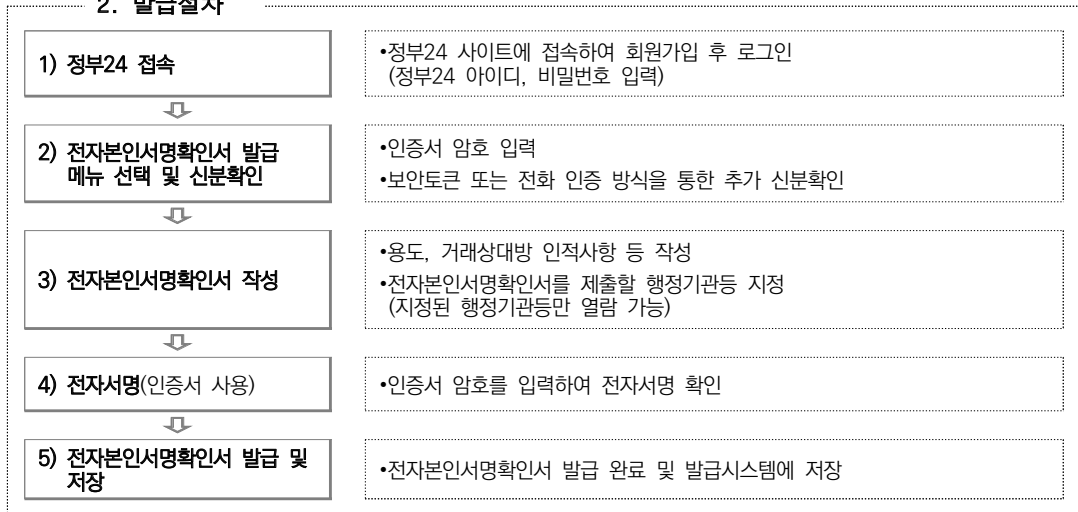 2. 발급절차
1) 정부24 접속
•정부24 사이트에 접속하여 회원가입 후 로그인
(정부24 아이디, 비밀번호 입력)
2) 전자본인서명확인서 발급
메뉴 선택 및 신분확인
•인증서 암호 입력
•보안토큰 또는 전화 인증 방식을 통한 추가 신분확인
3) 전자본인서명확인서 작성
•용도, 거래상대방 인적사항 등 작성
•전자본인서명확인서를 제출할 행정기관등 지정
(지정된 행정기관등만 열람 가능)
4) 전자서명(인증서 사용)
•인증서 암호를 입력하여 전자서명 확인
5) 전자본인서명확인서 발급 및
저장
•전자본인서명확인서 발급 완료 및 발급시스템에 저장